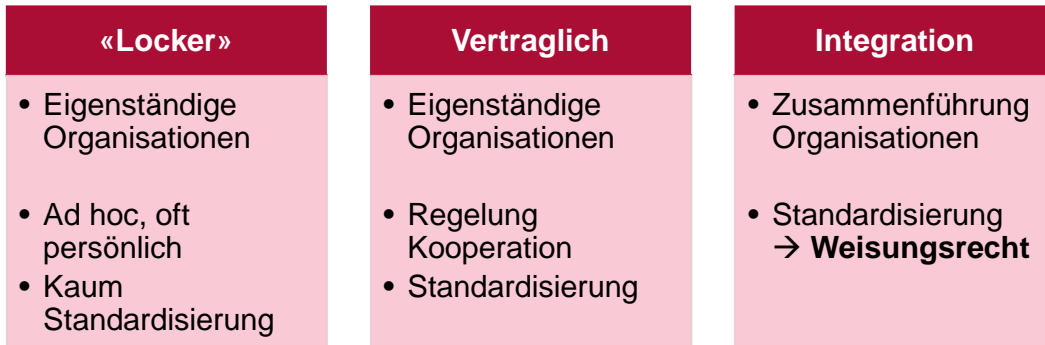 «Locker»
• Eigenständige
Organisationen
• Ad hoc, oft
persönlich
• Kaum
Standardisierung
Vertraglich
• Eigenständige
Organisationen
• Regelung
Kooperation
• Standardisierung
Integration
• Zusammenführung
Organisationen
• Standardisierung
→ Weisungsrecht